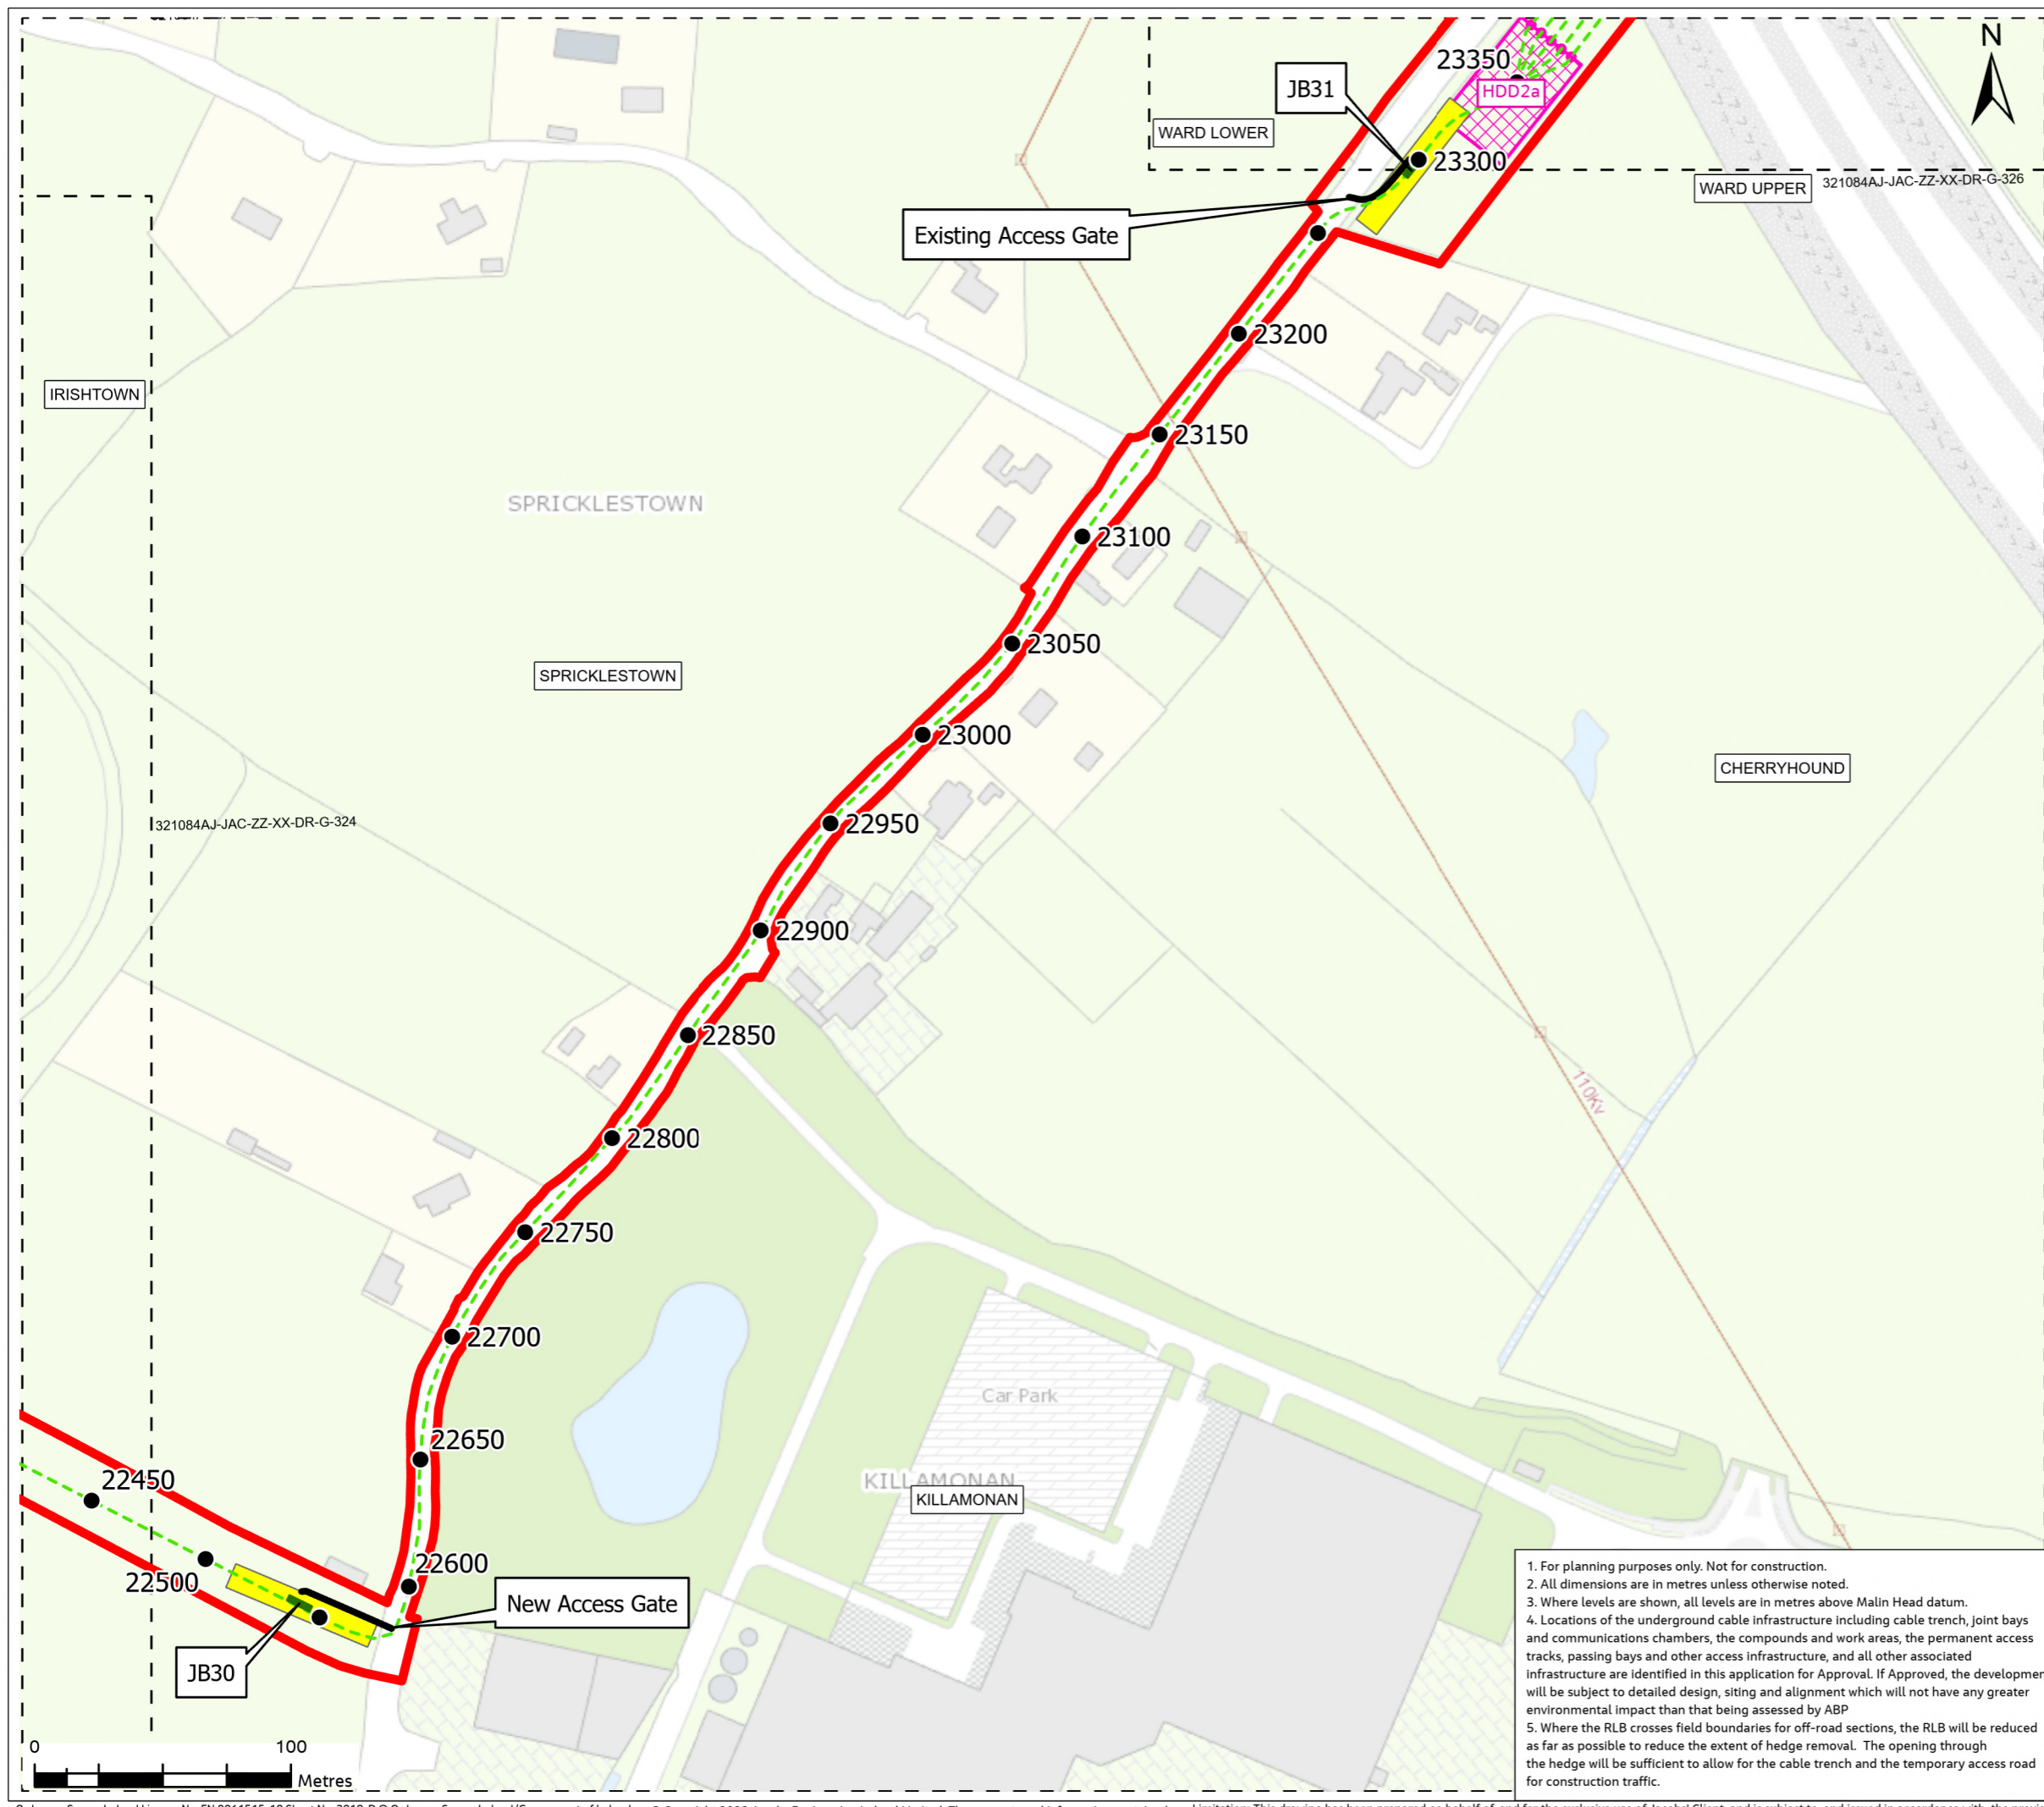 N
23350
HDD2a
JB31
WARD LOWER
23300
WARD UPPER
321084AJ-JAC-ZZ-XX-DR-G-326
Existing Access Gate
23200
IRISHTOWN
23150
SPRICKLESTOWN
23100
23050
SPRICKLESTOWN
23000
CHERRYHOUND
22950
321084AJ-JAC-ZZ-XX-DR-G-324
22900
22850
110Kv
22800
22750
22700
Car Park
22650
22450
KILLAMONAN
KILLAMONAN
22600
22500
New Access Gate
JB30
0 100
Metres
1. For planning purposes only. Not for construction.
2. All dimensions are in metres unless otherwise noted.
3. Where levels are shown, all levels are in metres above Malin Head datum.
4. Locations of the underground cable infrastructure including cable trench, joint bays
and communications chambers, the compounds and work areas, the permanent access
tracks, passing bays and other access infrastructure, and all other associated
infrastructure are identified in this application for Approval. If Approved, the developmen
will be subject to detailed design, siting and alignment which will not have any greater
environmental impact than that being assessed by ABP
5. Where the RLB crosses field boundaries for off-road sections, the RLB will be reduced
as far as possible to reduce the extent of hedge removal. The opening through
the hedge will be sufficient to allow for the cable trench and the temporary access road
for construction traffic.